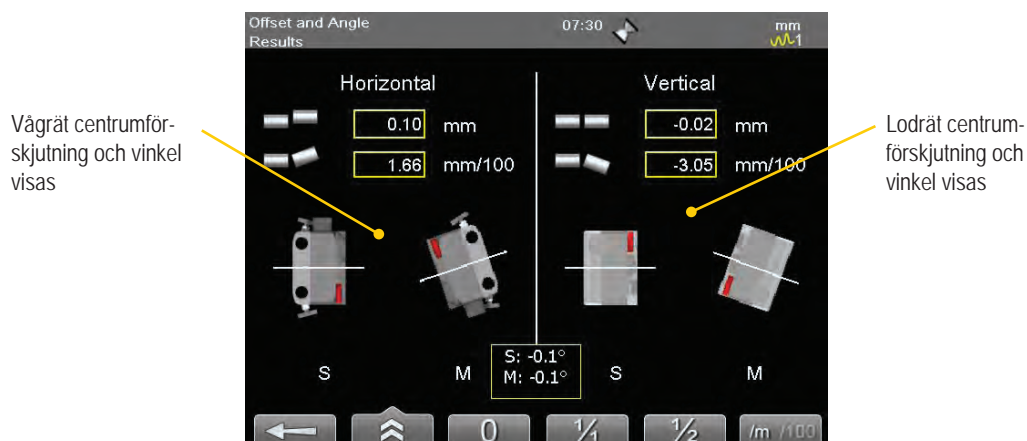 Offset and Angle
Results
07:30
mm
1
Horizontal
Vertical
0.10 mm
-0.02 mm
1.66 mm/100
-3.05 mm/100
Vågrät centrumför-
skjutning och vinkel
visas
Lodrät centrum-
förskjutning och
vinkel visas
S
M
S: -0.1°
M: -0.1°
S
M
0
1/1
1/2
/m /100